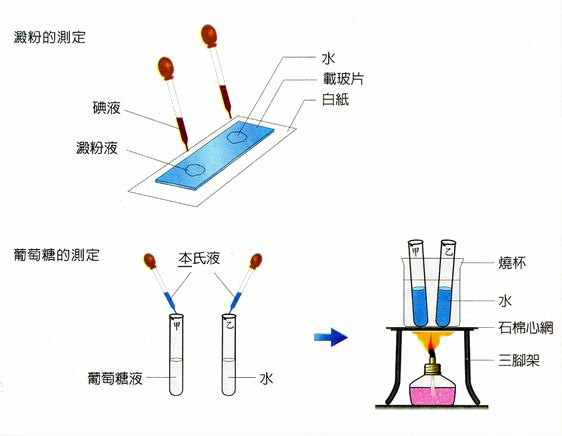 澱粉的測定
水
載玻片
白紙
碘液
澱粉液
葡萄糖的測定
本氏液
甲
乙
葡萄糖液
水
甲
乙
燒杯
水
石棉心網
三腳架